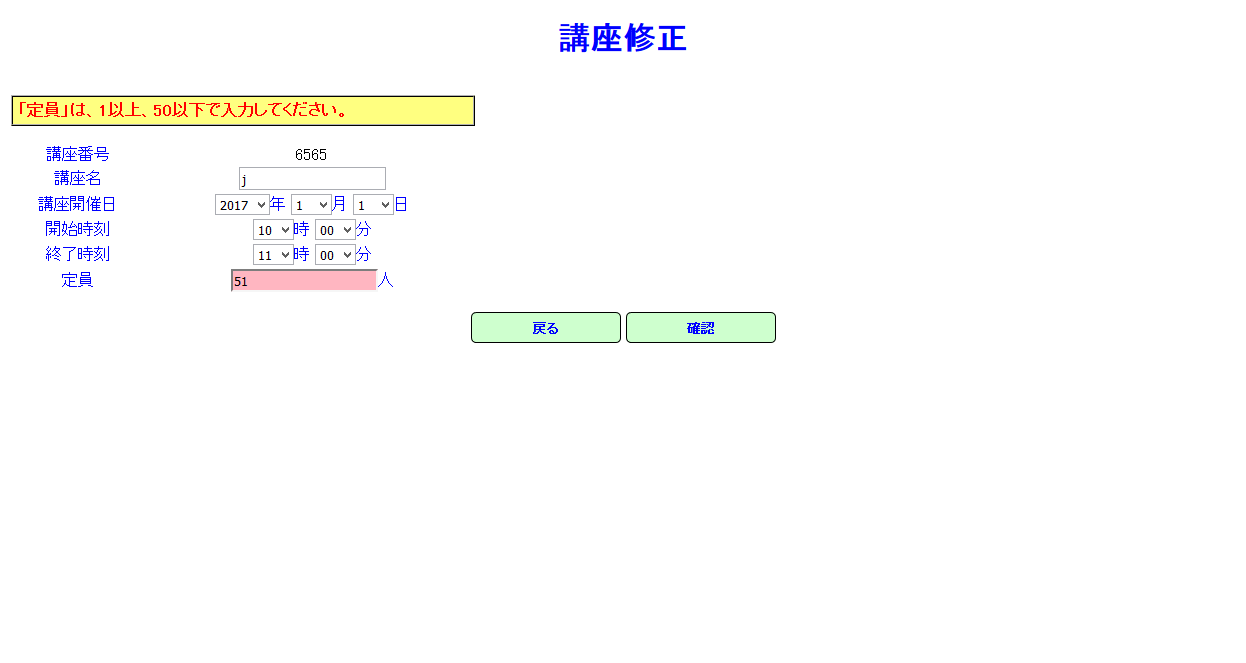 講座修正
「定員」は、1以上、50以下で入力してください。
講座番号 6565
講座名 j
講座開催日 2017 年 1 月 1 日
開始時刻 10 時 00 分
終了時刻 11 時 00 分
定員 51 人
戻る 確認